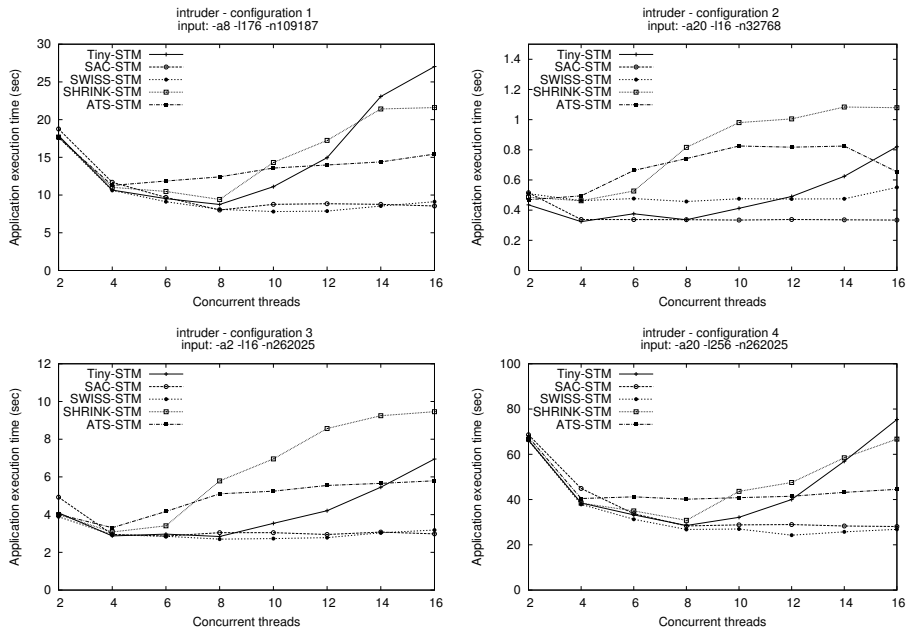 intruder - configuration 1
input: -a8 -l176 -n109187
Application execution time (sec)
30
25
20
15
10
5
0
Tiny-STM
SAC-STM
SWISS-STM
SHRINK-STM
ATS-STM
2 4 6 8 10 12 14 16
Concurrent threads
intruder - configuration 2
input: -a20 -l16 -n32768
Application execution time (sec)
1.4
1.2
1
0.8
0.6
0.4
0.2
0
Tiny-STM
SAC-STM
SWISS-STM
SHRINK-STM
ATS-STM
2 4 6 8 10 12 14 16
Concurrent threads
intruder - configuration 3
input: -a2 -l16 -n262025
Application execution time (sec)
12
10
8
6
4
2
0
Tiny-STM
SAC-STM
SWISS-STM
SHRINK-STM
ATS-STM
2 4 6 8 10 12 14 16
Concurrent threads
intruder - configuration 4
input: -a20 -l256 -n262025
Application execution time (sec)
100
80
60
40
20
0
Tiny-STM
SAC-STM
SWISS-STM
SHRINK-STM
ATS-STM
2 4 6 8 10 12 14 16
Concurrent threads